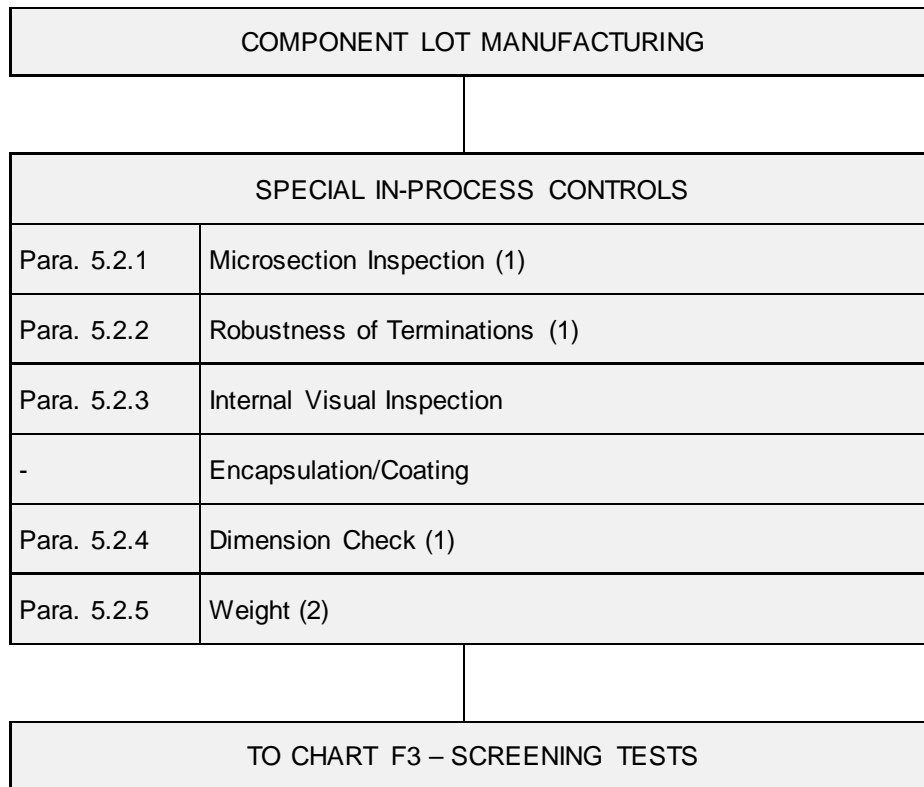 COMPONENT LOT MANUFACTURING
SPECIAL IN-PROCESS CONTROLS
Para. 5.2.1 Microsection Inspection (1)
Para. 5.2.2 Robustness of Terminations (1)
Para. 5.2.3 Internal Visual Inspection
- Encapsulation/Coating
Para. 5.2.4 Dimension Check (1)
Para. 5.2.5 Weight (2)
TO CHART F3 – SCREENING TESTS